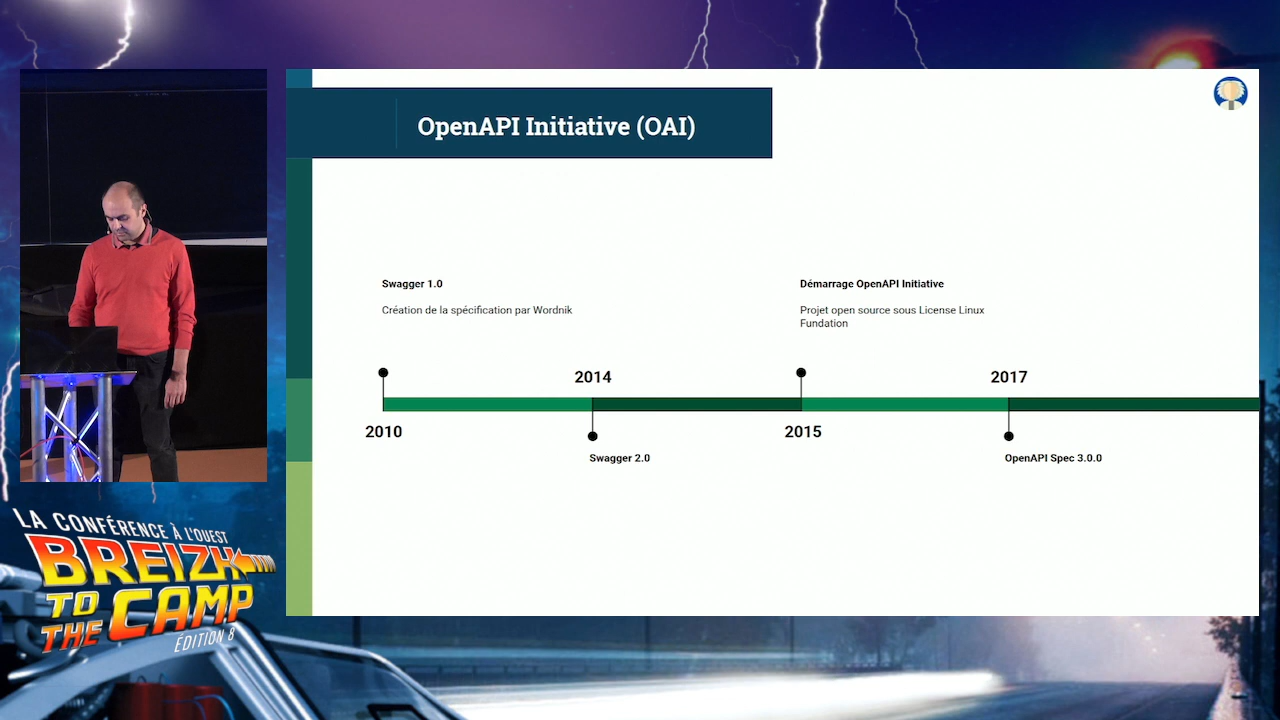 OpenAPI Initiative (OAI)
Swagger 1.0
Création de la spécification par Wordnik
Démarrage OpenAPI Initiative
Projet open source sous License Linux
Fundation
2014
2017
2010
2015
Swagger 2.0
OpenAPI Spec 3.0.0
LA CONFÉRENCE À L'OUEST
BREIZH
TO
THE CAMP
ÉDITION 8